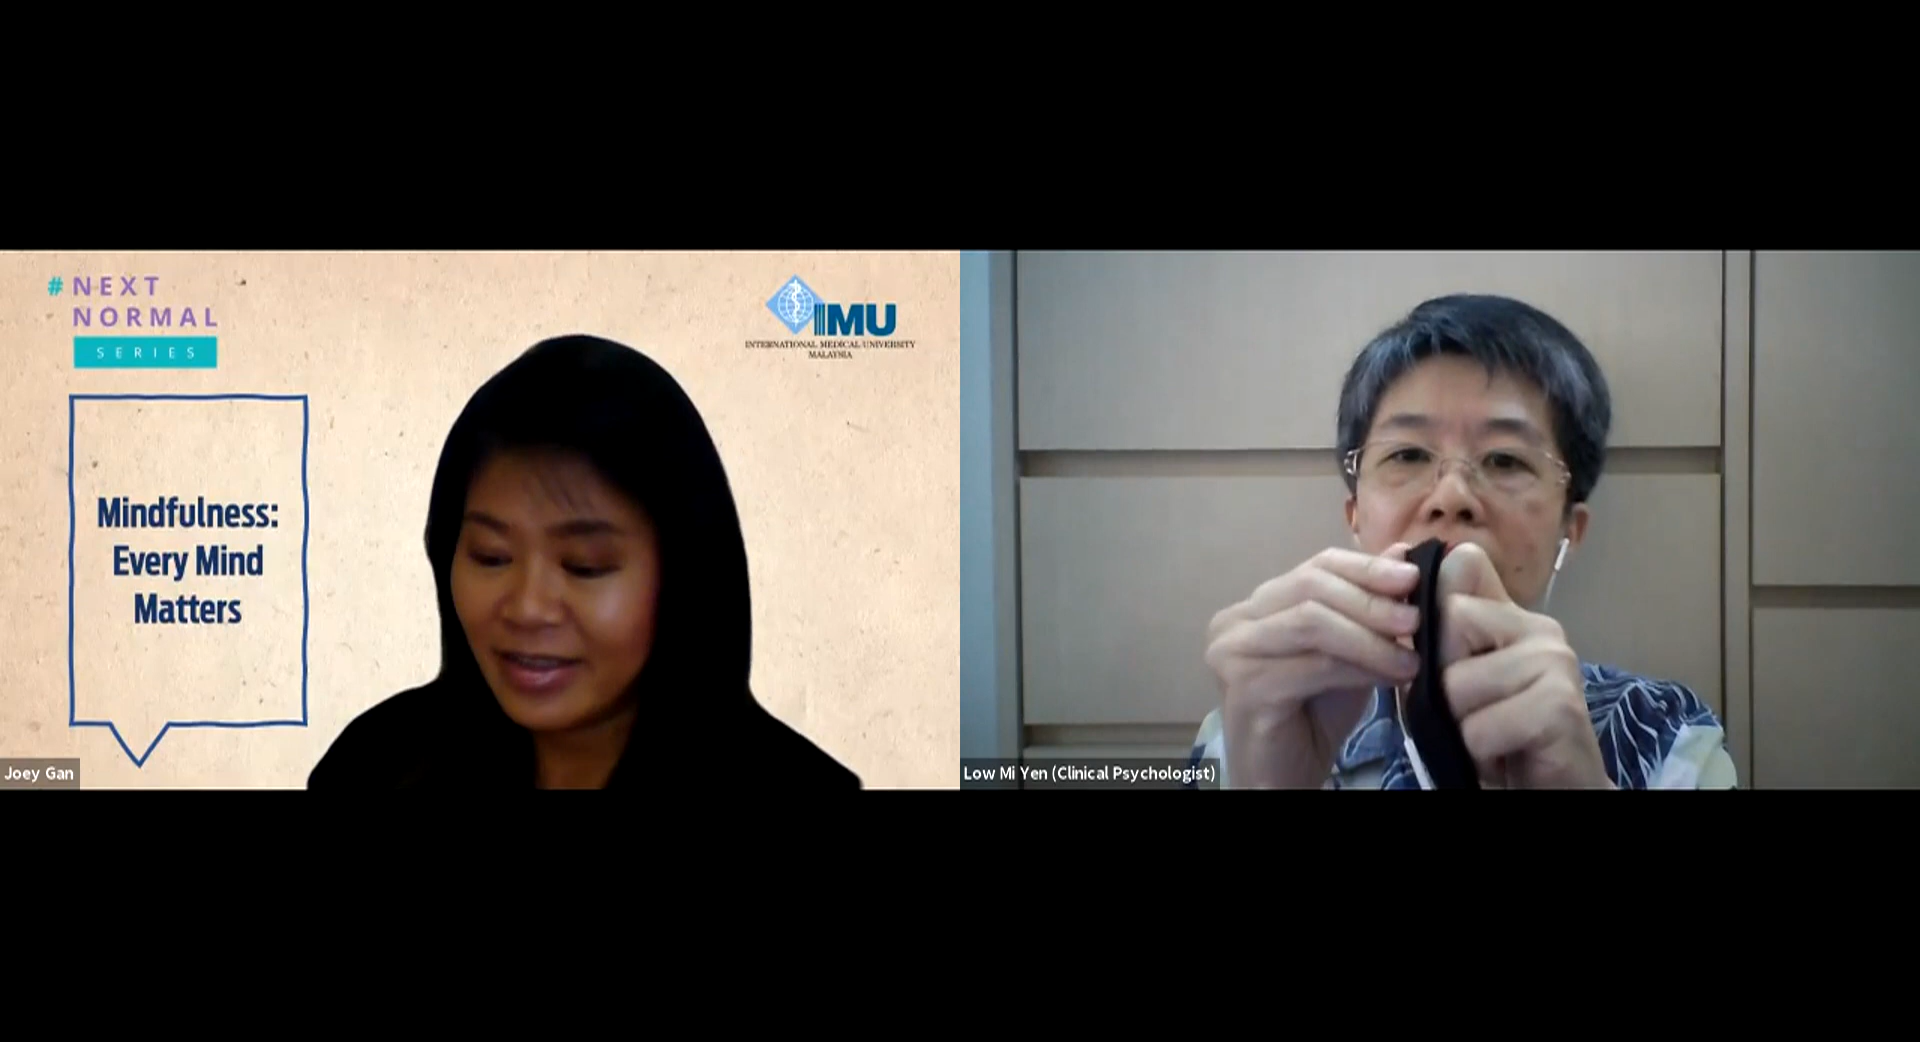 # NEXT
NORMAL
SERIES
IMU
INTERNATIONAL MEDICAL UNIVERSITY
MALAYSIA
Mindfulness:
Every Mind
Matters
Joey Gan
Low Mi Yen (Clinical Psychologist)